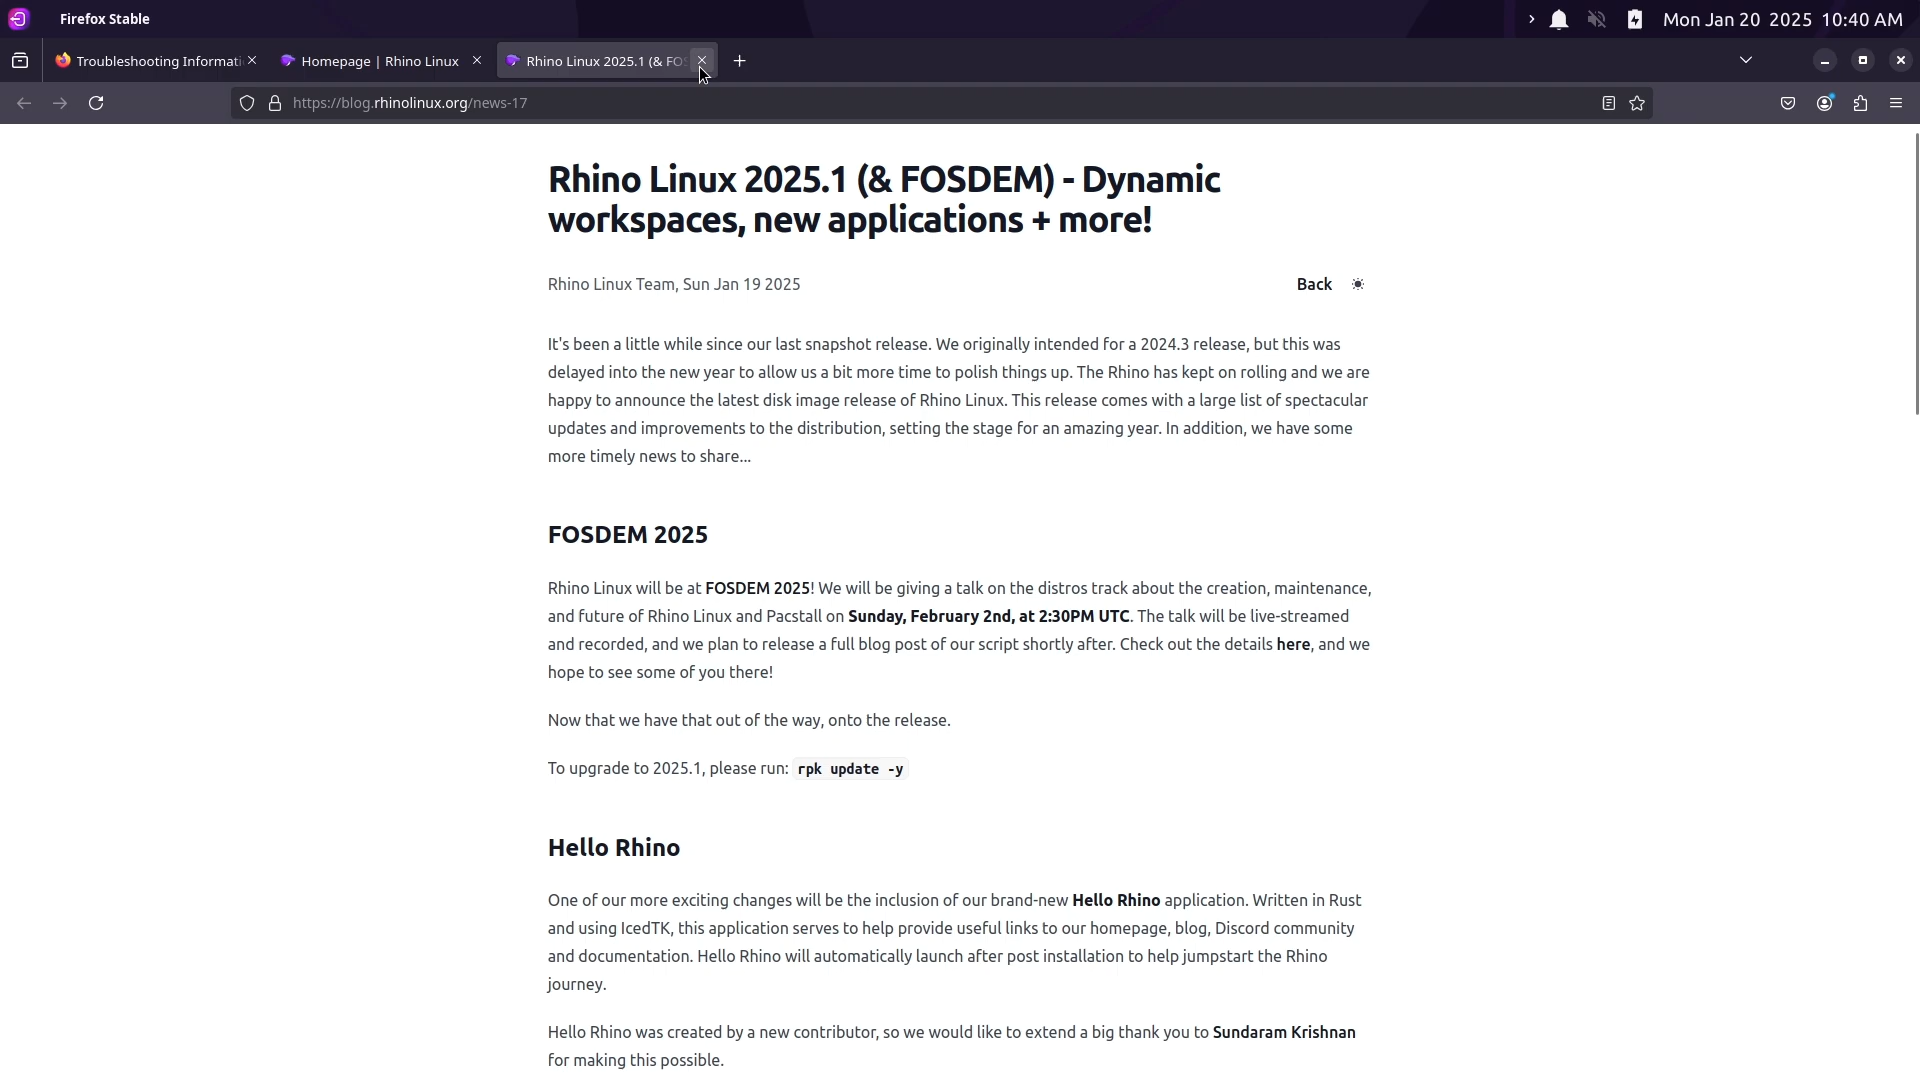 Firefox Stable
Mon Jan 20 2025 10:40 AM
Troubleshooting Informati
Homepage | Rhino Linux
Rhino Linux 2025.1 (& FOS
https://blog.rhinolinux.org/news-17
Rhino Linux 2025.1 (& FOSDEM) - Dynamic
workspaces, new applications + more!
Rhino Linux Team, Sun Jan 19 2025
Back
It's been a little while since our last snapshot release. We originally intended for a 2024.3 release, but this was
delayed into the new year to allow us a bit more time to polish things up. The Rhino has kept on rolling and we are
happy to announce the latest disk image release of Rhino Linux. This release comes with a large list of spectacular
updates and improvements to the distribution, setting the stage for an amazing year. In addition, we have some
more timely news to share...
FOSDEM 2025
Rhino Linux will be at FOSDEM 2025! We will be giving a talk on the distros track about the creation, maintenance,
and future of Rhino Linux and Pacstall on Sunday, February 2nd, at 2:30PM UTC. The talk will be live-streamed
and recorded, and we plan to release a full blog post of our script shortly after. Check out the details here, and we
hope to see some of you there!
Now that we have that out of the way, onto the release.
To upgrade to 2025.1, please run: rpk update -y
Hello Rhino
One of our more exciting changes will be the inclusion of our brand-new Hello Rhino application. Written in Rust
and using IcedTK, this application serves to help provide useful links to our homepage, blog, Discord community
and documentation. Hello Rhino will automatically launch after post installation to help jumpstart the Rhino
journey.
Hello Rhino was created by a new contributor, so we would like to extend a big thank you to Sundaram Krishnan
for making this possible.